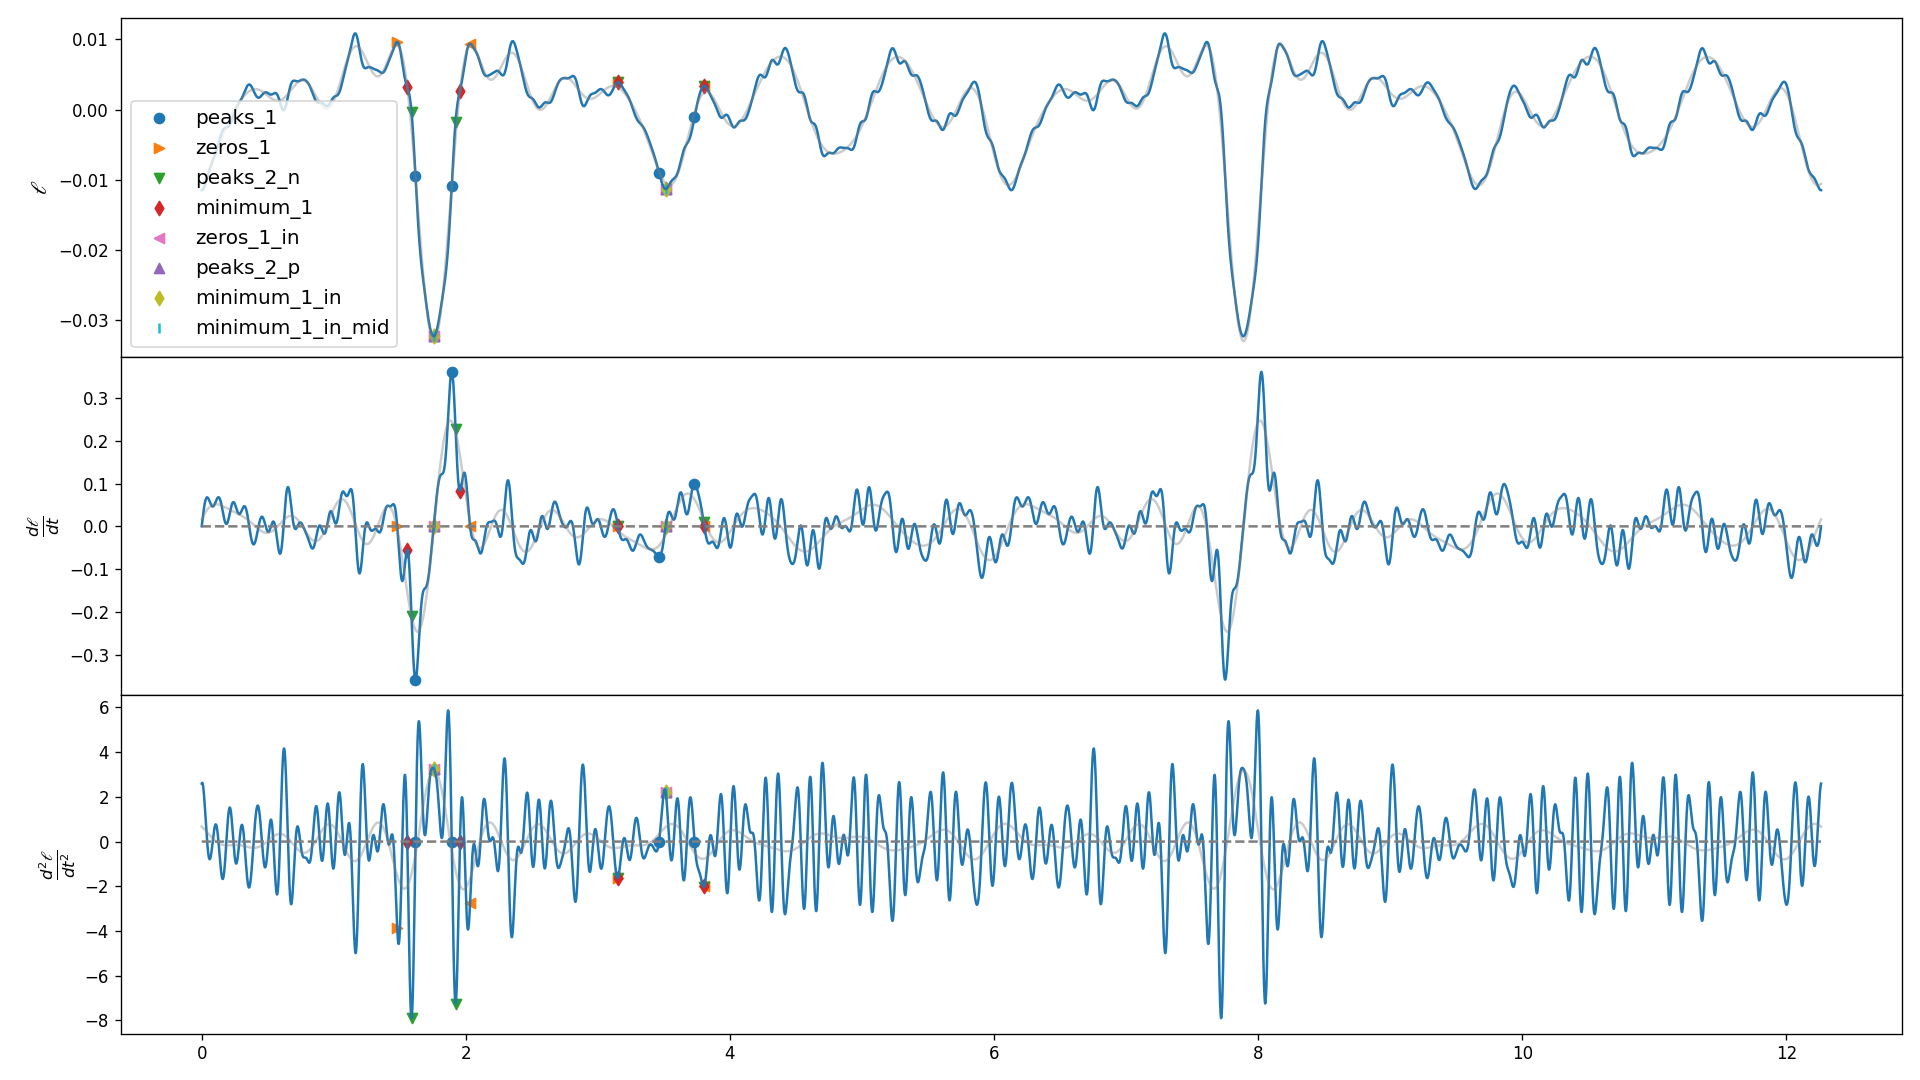 0.01
0.00
−0.01
−0.02
−0.03
ℓ
peaks_1
zeros_1
peaks_2_n
minimum_1
zeros_1_in
peaks_2_p
minimum_1_in
minimum_1_in_mid
0.3
0.2
0.1
0.0
−0.1
−0.2
−0.3
dℓ
dt
6
4
2
0
−2
−4
−6
−8
d²ℓ
dt²
0 2 4 6 8 10 12